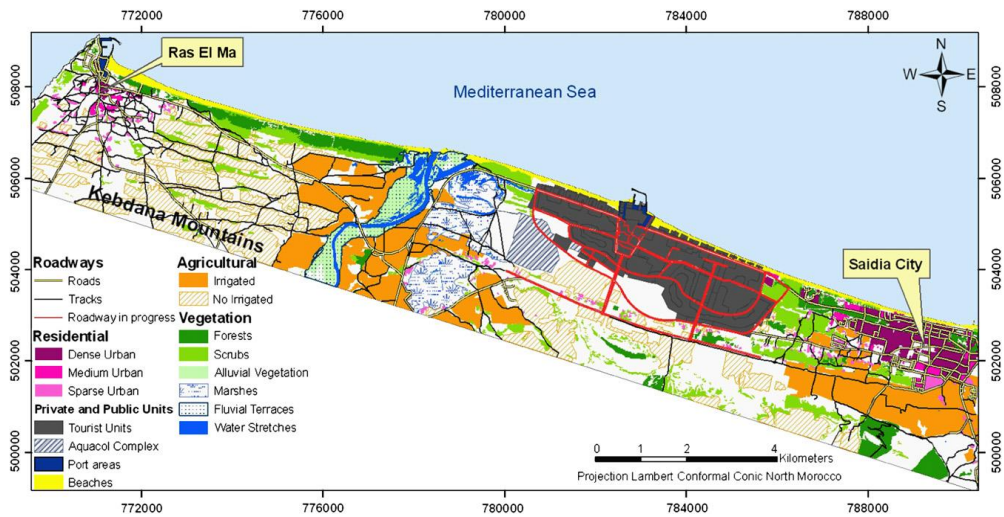 772000 776000 780000 784000 788000
Ras El Ma
N
W E
S
508000 508000
Mediterranean Sea
506000 506000
Kebdana Mountains
504000 504000
Saidia City
502000 502000
500000 500000
Roadways
Roads
Tracks
Roadway in progress
Residential
Dense Urban
Medium Urban
Sparse Urban
Private and Public Units
Tourist Units
Aquacol Complex
Port areas
Beaches
Agricultural
Irrigated
No Irrigated
Vegetation
Forests
Scrubs
Alluvial Vegetation
Marshes
Fluvial Terraces
Water Stretches
0 1 2 4
Kilometers
Projection Lambert Conformal Conic North Morocco
772000 776000 780000 784000 788000